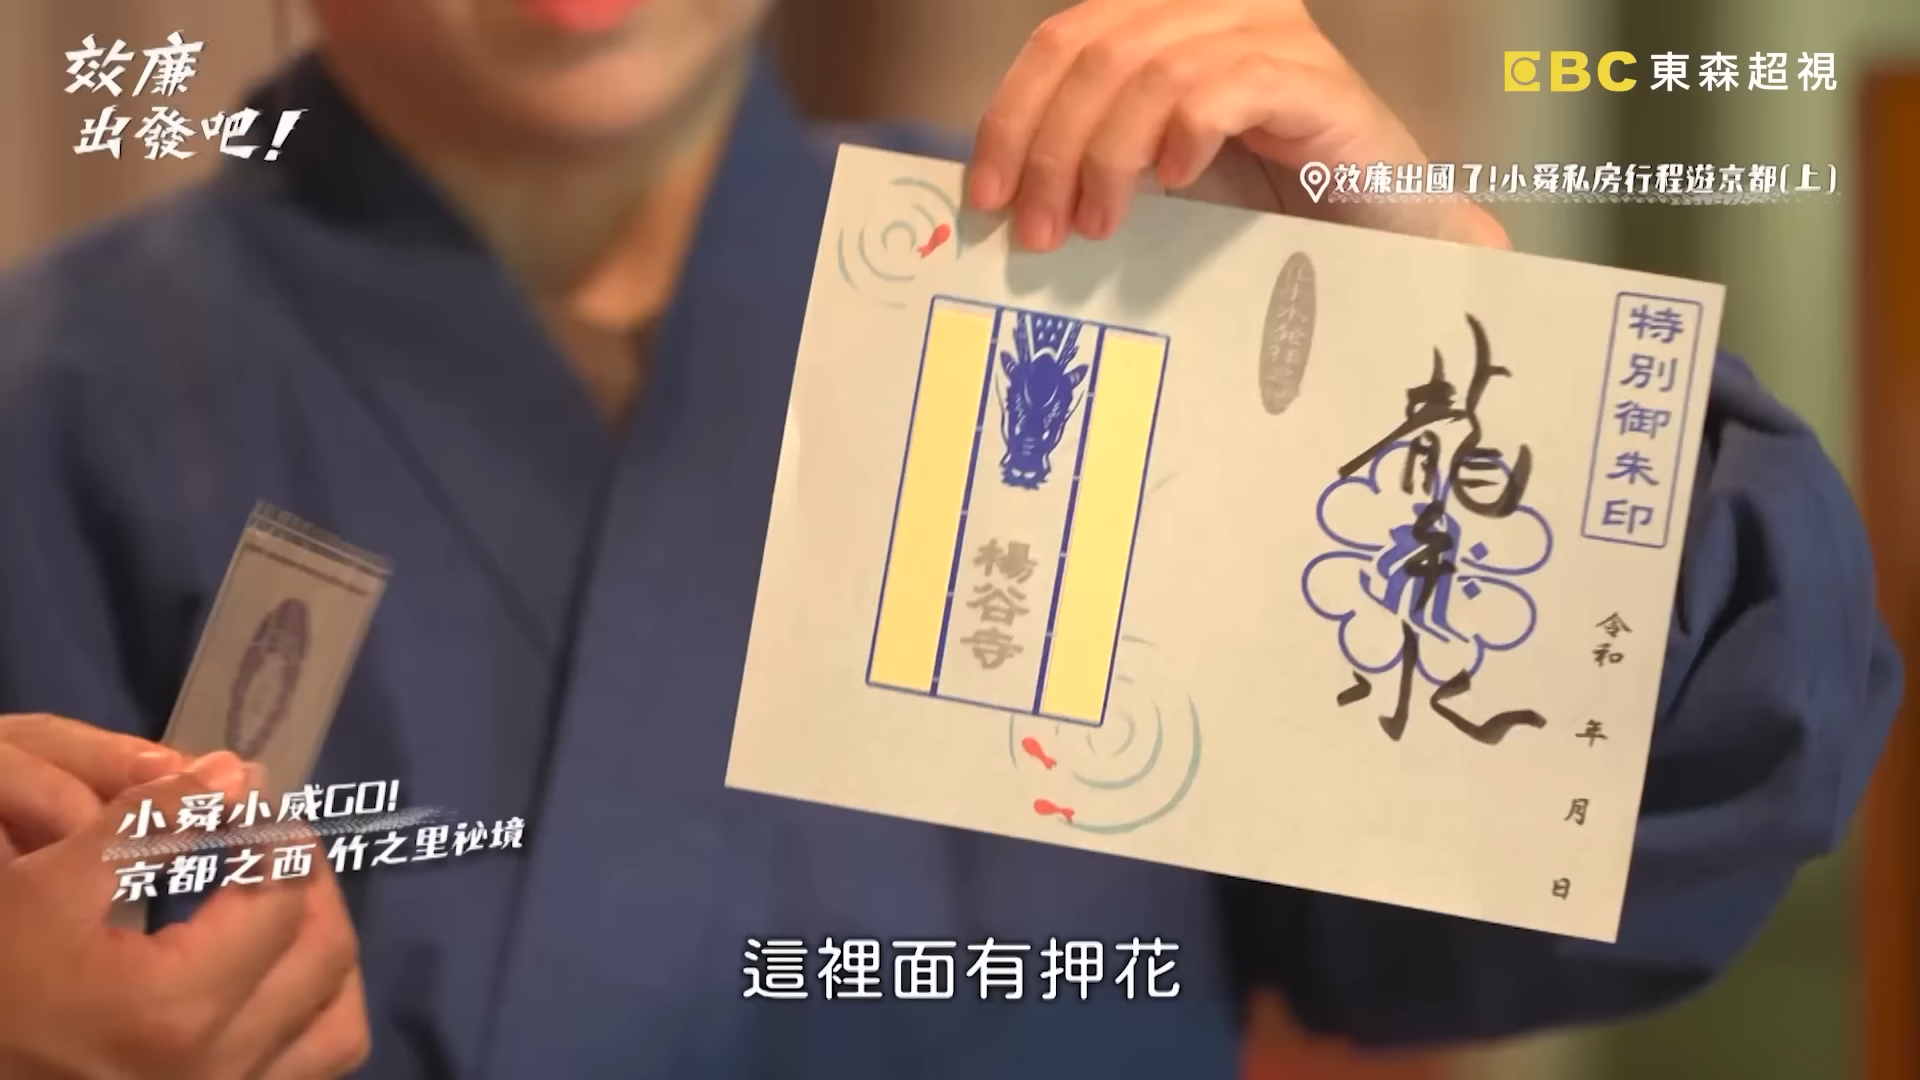 效廉
出發吧!
EBC 東森超視
效廉出國了!小舜私房行程遊京都(上)
特別御朱印
龍手水
令和 年 月 日
楊谷寺
小舜小威GO!
京都之西 竹之里祕境
這裡面有押花